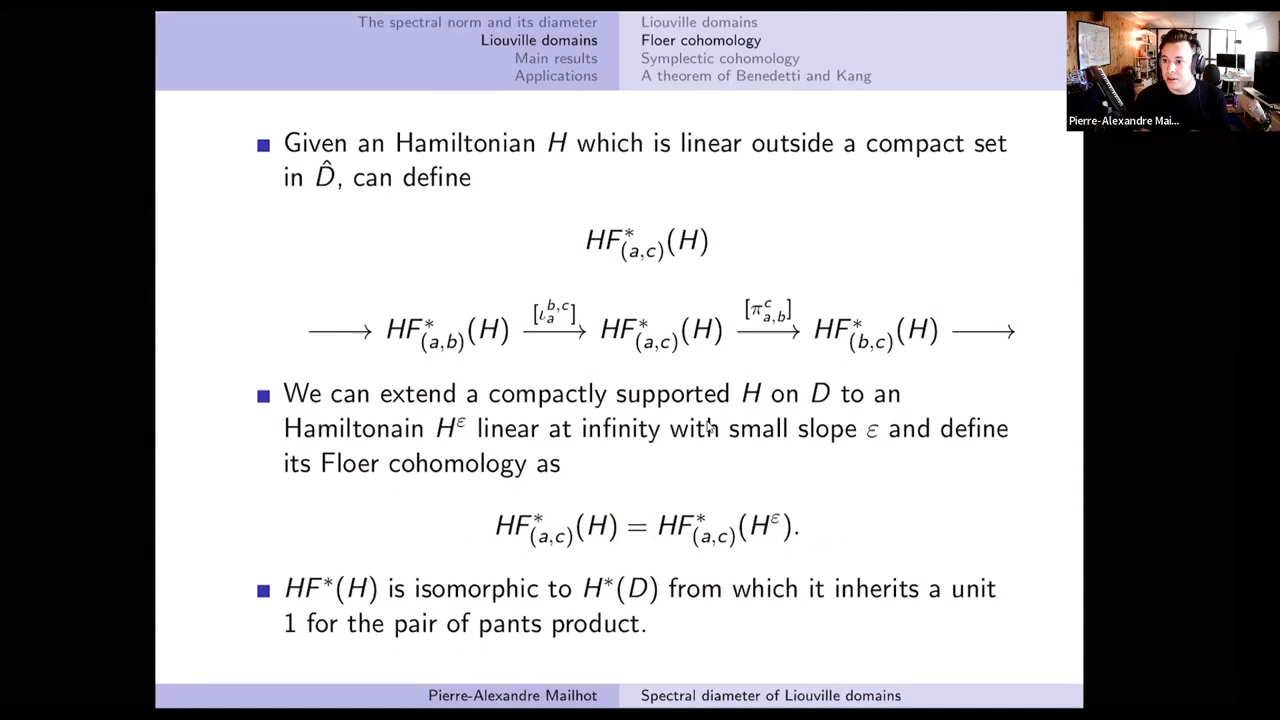 The spectral norm and its diameter
Liouville domains
Main results
Applications
Liouville domains
Floer cohomology
Symplectic cohomology
A theorem of Benedetti and Kang
Pierre-Alexandre Mai...
Given an Hamiltonian H which is linear outside a compact set
in D̂, can define
HF*_(a,c)(H)
⟶ HF*_(a,b)(H) —[ι_a^{b,c}]→ HF*_(a,c)(H) —[π_{a,b}^c]→ HF*_(b,c)(H) ⟶
We can extend a compactly supported H on D to an
Hamiltonain H^ε linear at infinity with small slope ε and define
its Floer cohomology as
HF*_(a,c)(H) = HF*_(a,c)(H^ε).
HF*(H) is isomorphic to H*(D) from which it inherits a unit
1 for the pair of pants product.
Pierre-Alexandre Mailhot
Spectral diameter of Liouville domains